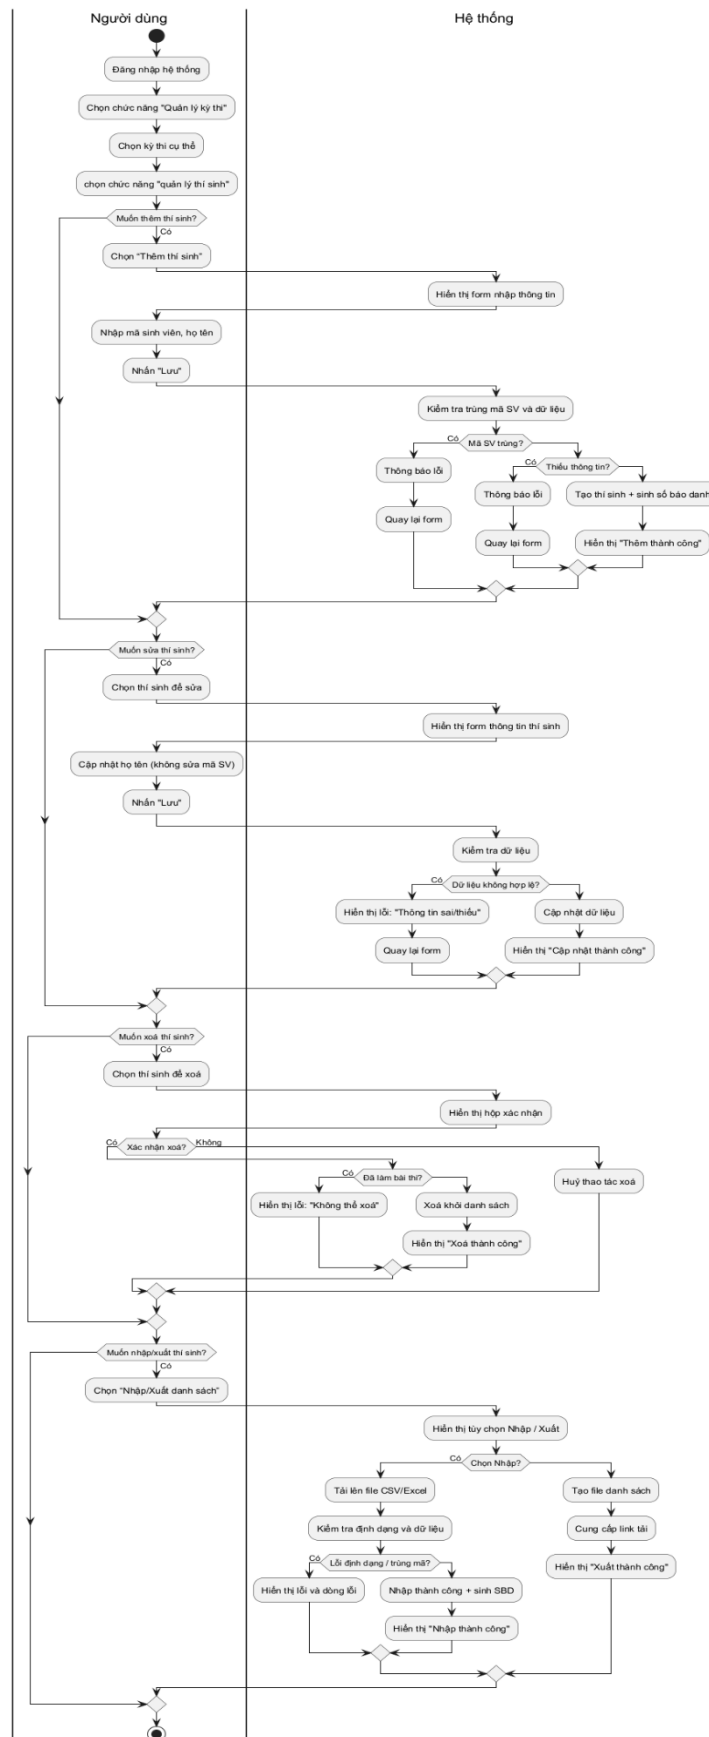 Người dùng
Hệ thống
Đăng nhập hệ thống
Chọn chức năng "Quản lý kỳ thi"
Chọn kỳ thi cụ thể
chọn chức năng "quản lý thí sinh"
Muốn thêm thí sinh?
Có
Chọn "Thêm thí sinh"
Hiển thị form nhập thông tin
Nhập mã sinh viên, họ tên
Nhấn "Lưu"
Kiểm tra trùng mã SV và dữ liệu
Có
Mã SV trùng?
Thông báo lỗi
Quay lại form
Có
Thiếu thông tin?
Thông báo lỗi
Quay lại form
Tạo thí sinh + sinh số báo danh
Hiển thị "Thêm thành công"
Muốn sửa thí sinh?
Có
Chọn thí sinh để sửa
Hiển thị form thông tin thí sinh
Cập nhật họ tên (không sửa mã SV)
Nhấn "Lưu"
Kiểm tra dữ liệu
Có
Dữ liệu không hợp lệ?
Hiển thị lỗi: "Thông tin sai/thiếu"
Quay lại form
Cập nhật dữ liệu
Hiển thị "Cập nhật thành công"
Muốn xoá thí sinh?
Có
Chọn thí sinh để xoá
Hiển thị hộp xác nhận
Có
Xác nhận xoá?
Không
Có
Đã làm bài thi?
Hiển thị lỗi: "Không thể xoá"
Xoá khỏi danh sách
Hiển thị "Xoá thành công"
Huỷ thao tác xoá
Muốn nhập/xuất thí sinh?
Có
Chọn "Nhập/Xuất danh sách"
Hiển thị tùy chọn Nhập / Xuất
Có
Chọn Nhập?
Tải lên file CSV/Excel
Kiểm tra định dạng và dữ liệu
Có
Lỗi định dạng / trùng mã?
Hiển thị lỗi và dòng lỗi
Nhập thành công + sinh SBD
Hiển thị "Nhập thành công"
Tạo file danh sách
Cung cấp link tải
Hiển thị "Xuất thành công"